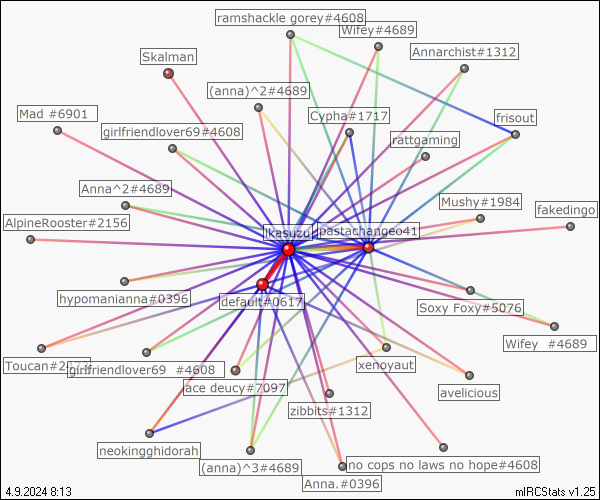 ramshackle gorey#4608
Wifey#4689
Annarchist#1312
Skalman
(anna)^2#4689
Mad #6901
Cypha#1717
frisout
girlfriendlover69#4608
rattgaming
Anna^2#4689
Mushy#1984
fakedingo
AlpineRooster#2156
jkasuzu
pastachangeo41
hypomanianna#0396
default#0617
Soxy Foxy#5076
Wifey #4689
Toucan#2
girlfriendlover69 #4608
xenoyaut
ace deucy#7097
avelicious
zibbits#1312
neokingghidorah
(anna)^3#4689
no cops no laws no hope#4608
Anna.#0396
4.9.2024 8:13
mIRCStats v1.25